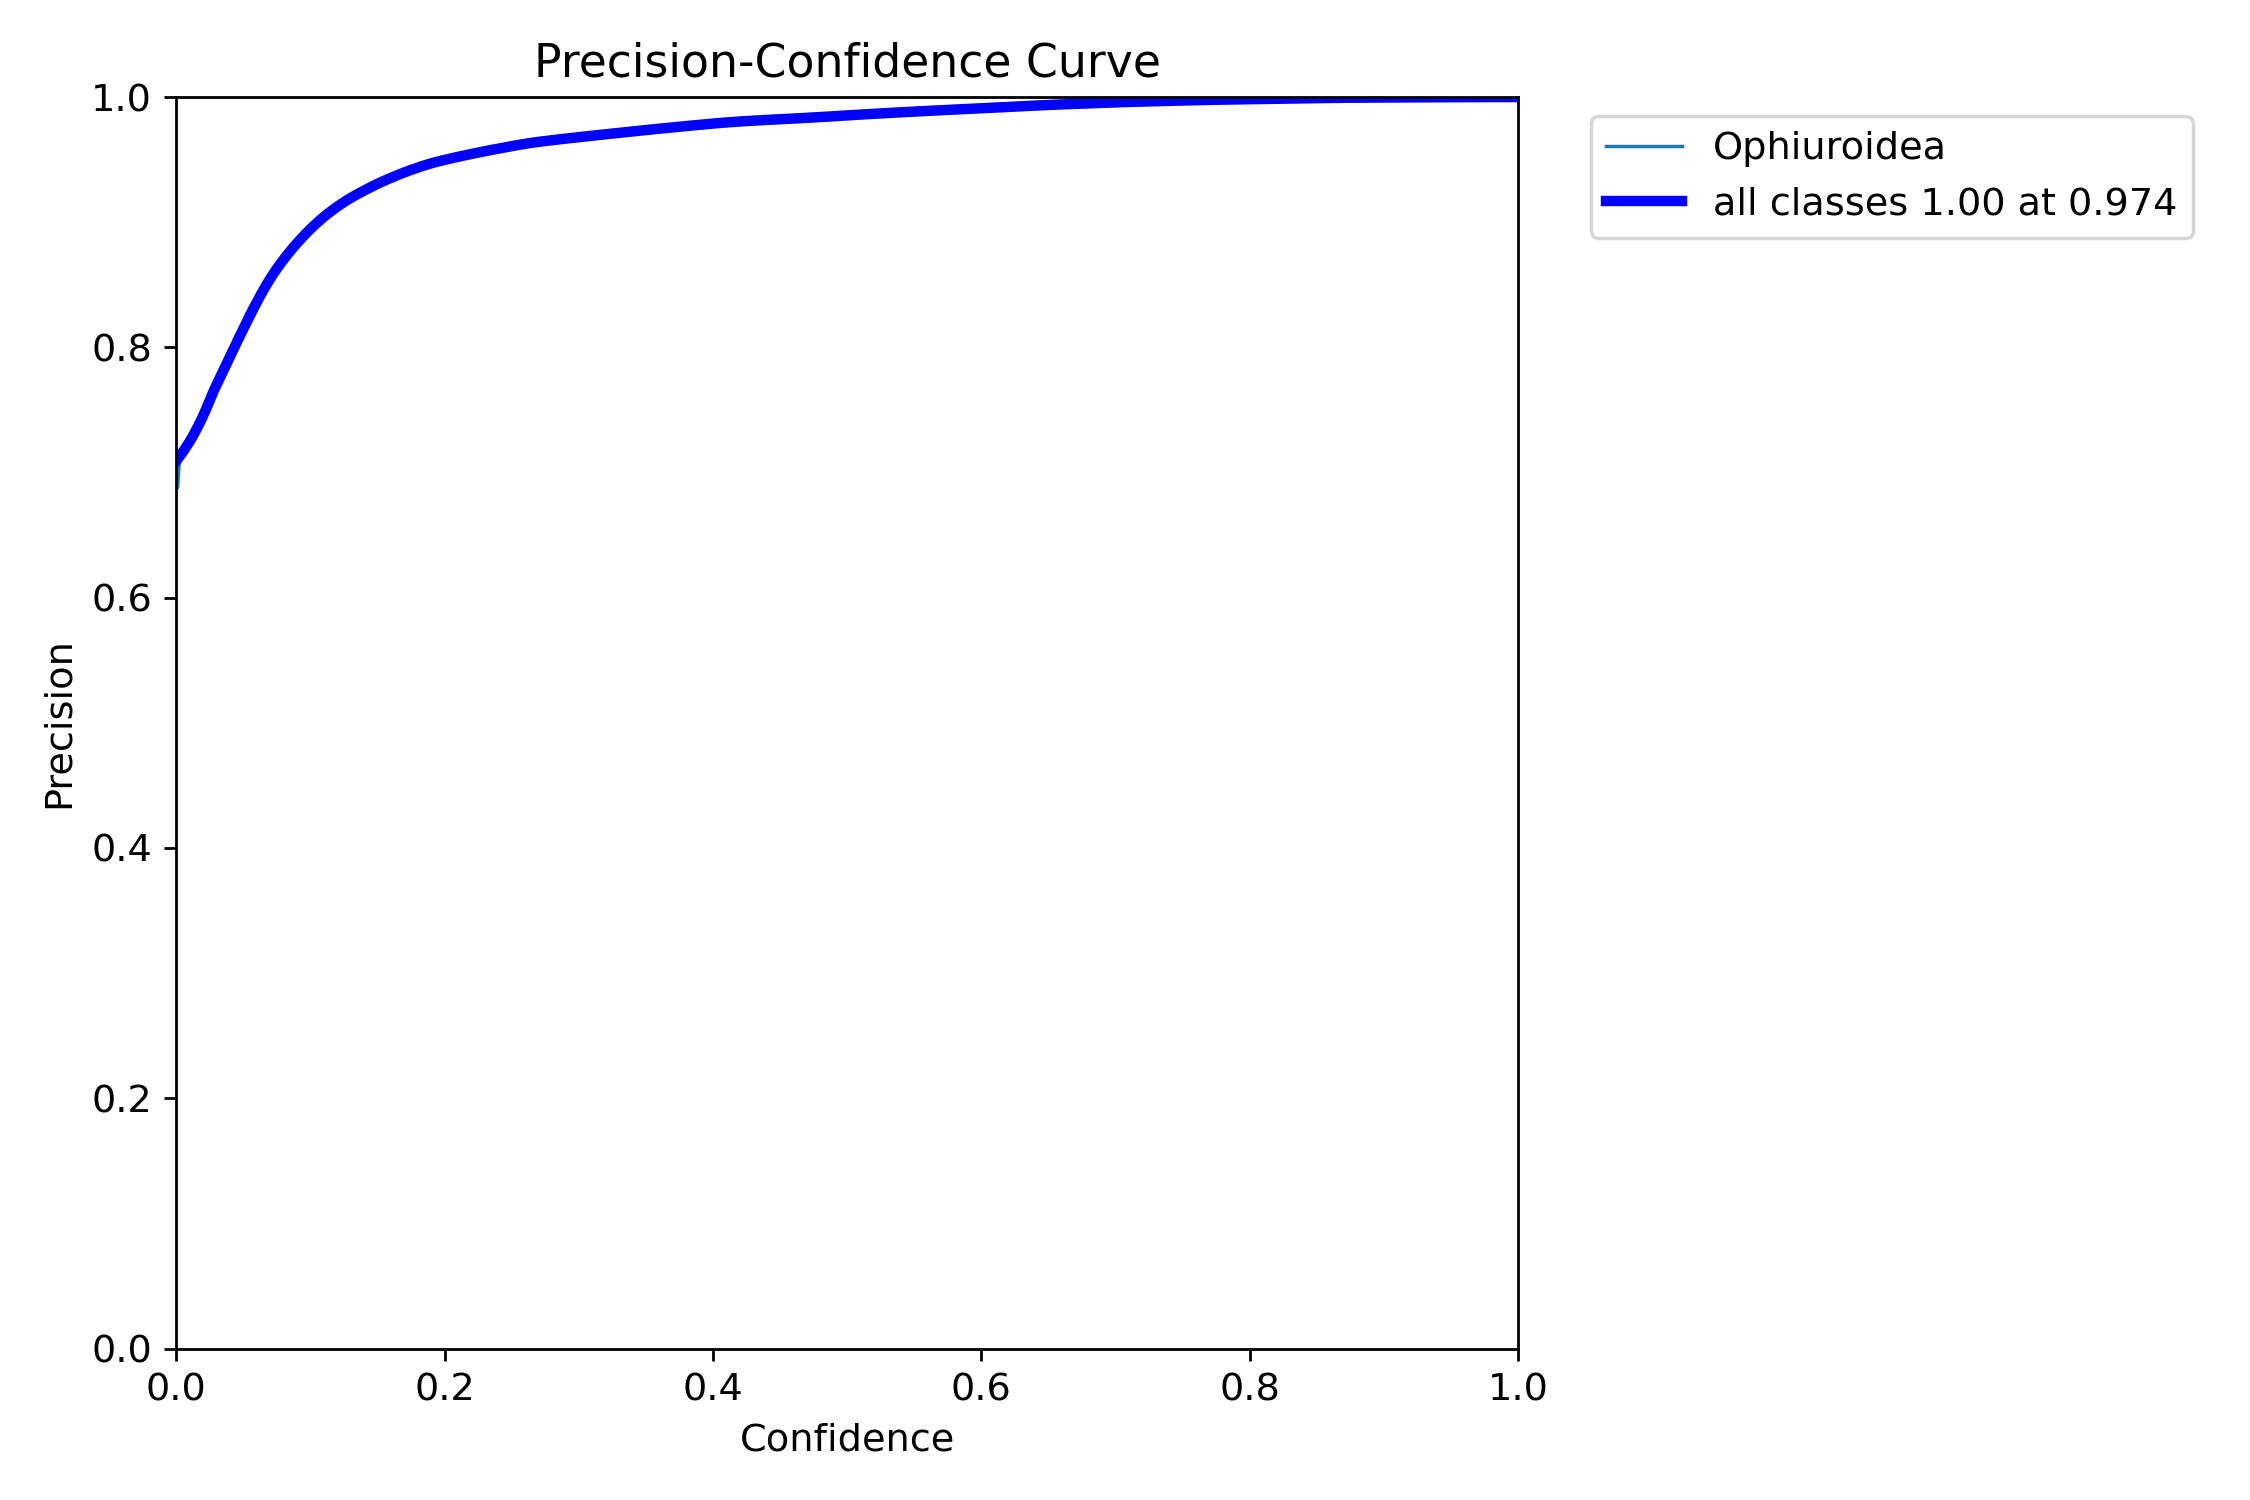 Precision-Confidence Curve
1.0
0.8
0.6
0.4
0.2
0.0
Precision
0.0 0.2 0.4 0.6 0.8 1.0
Confidence
Ophiuroidea
all classes 1.00 at 0.974